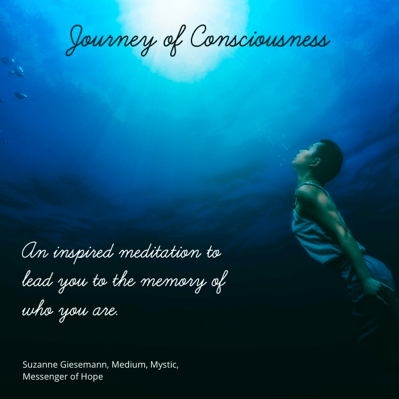 Journey of Consciousness
An inspired meditation to
lead you to the memory of
who you are.
Suzanne Giesemann, Medium, Mystic,
Messenger of Hope